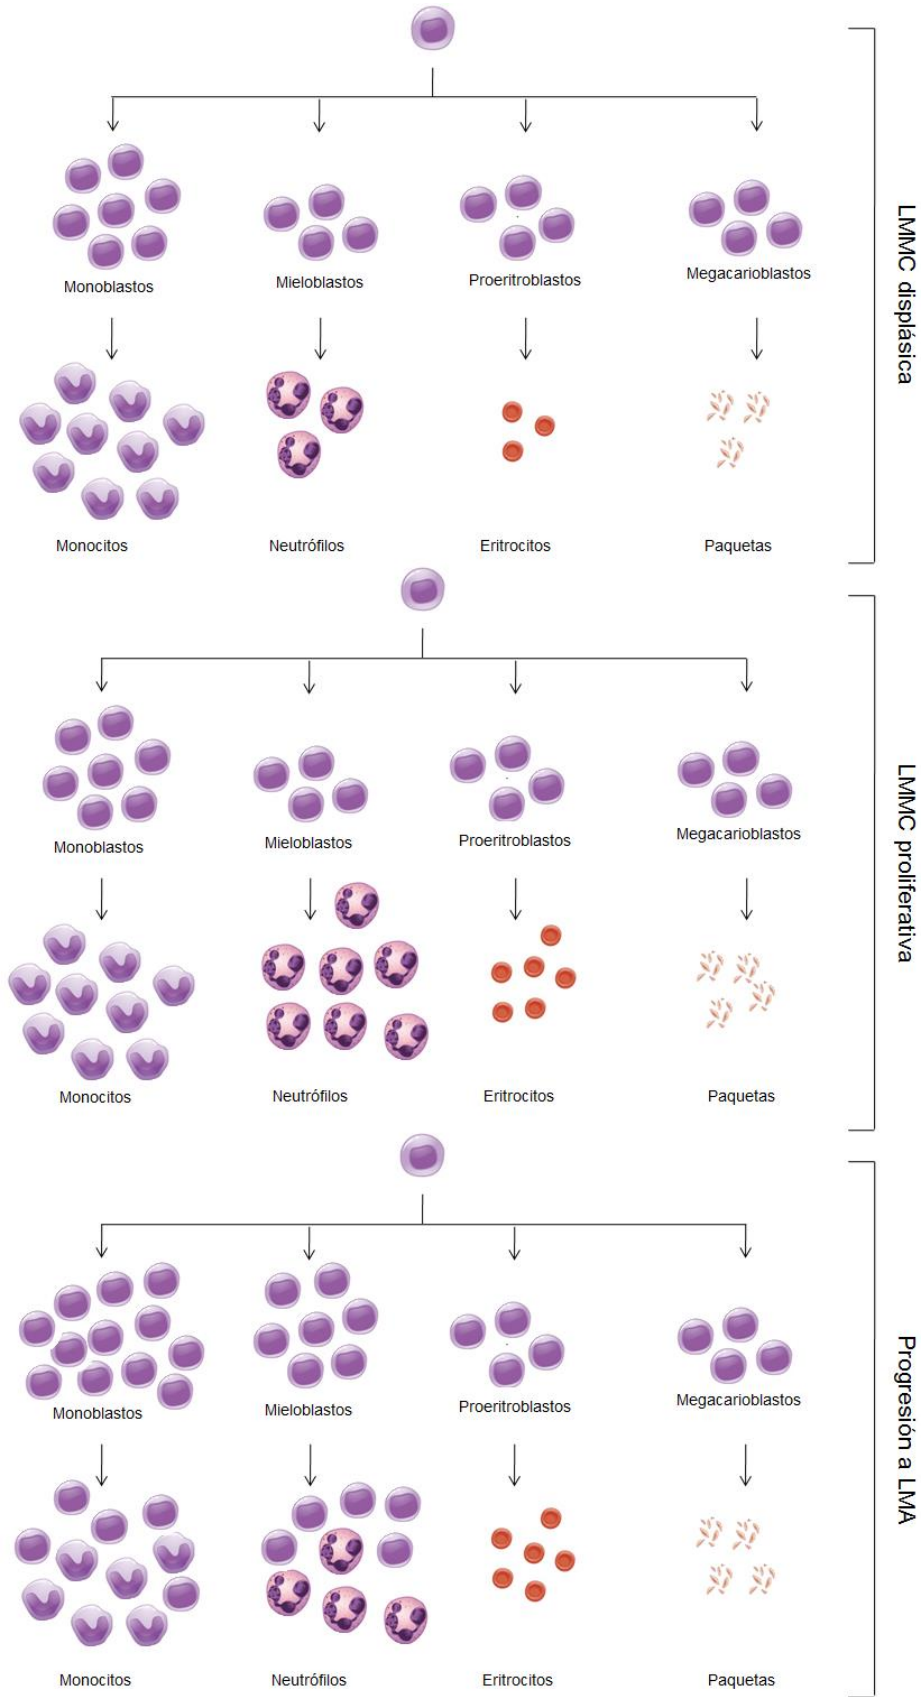 Monoblastos
Mieloblastos
Proeritroblastos
Megacarioblastos
Monocitos
Neutrófilos
Eritrocitos
Paquetas
LMMC displásica
Monoblastos
Mieloblastos
Proeritroblastos
Megacarioblastos
Monocitos
Neutrófilos
Eritrocitos
Paquetas
LMMC proliferativa
Monoblastos
Mieloblastos
Proeritroblastos
Megacarioblastos
Monocitos
Neutrófilos
Eritrocitos
Paquetas
Progresión a LMA